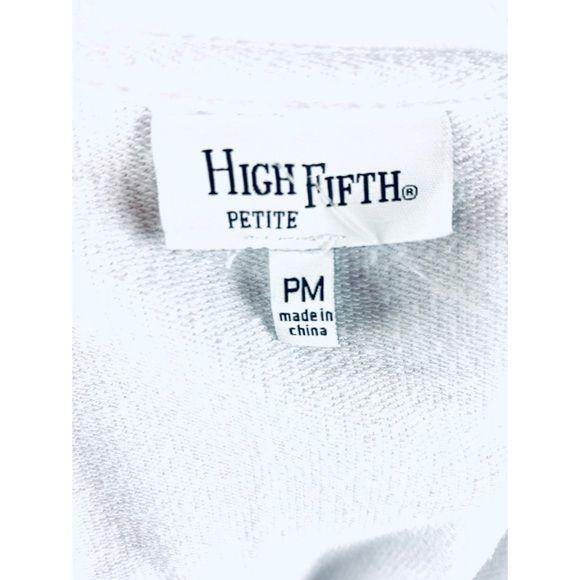 HIGH FIFTH®
PETITE
PM
made in
china